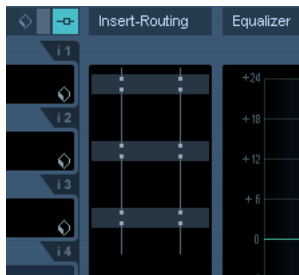 Insert-Routing
Equalizer
i 1
+24
i 2
+18
+12
i 3
+ 6
0
i 4